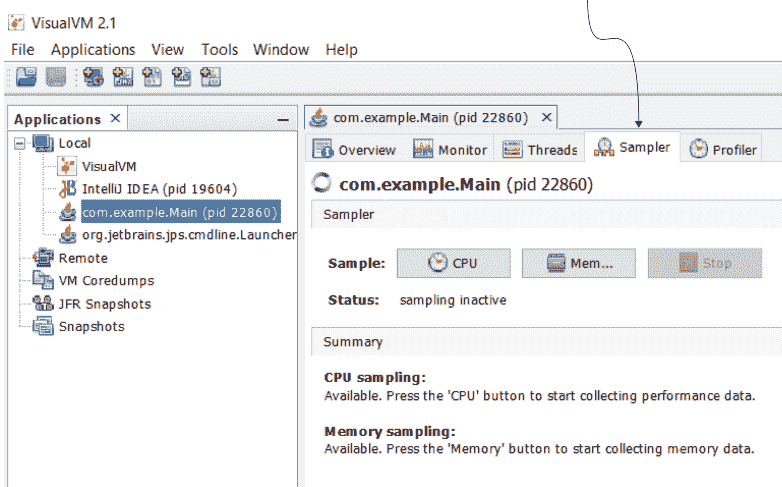 VisualVM 2.1
File Applications View Tools Window Help
Applications
Local
VisualVM
IntelliJ IDEA (pid 19604)
com.example.Main (pid 22860)
org.jetbrains.jps.cmdline.Launcher
Remote
VM Coredumps
JFR Snapshots
Snapshots
com.example.Main (pid 22860)
Overview Monitor Threads Sampler Profiler
com.example.Main (pid 22860)
Sampler
Sample: CPU Mem... Stop
Status: sampling inactive
Summary
CPU sampling:
Available. Press the 'CPU' button to start collecting performance data.
Memory sampling:
Available. Press the 'Memory' button to start collecting memory data.